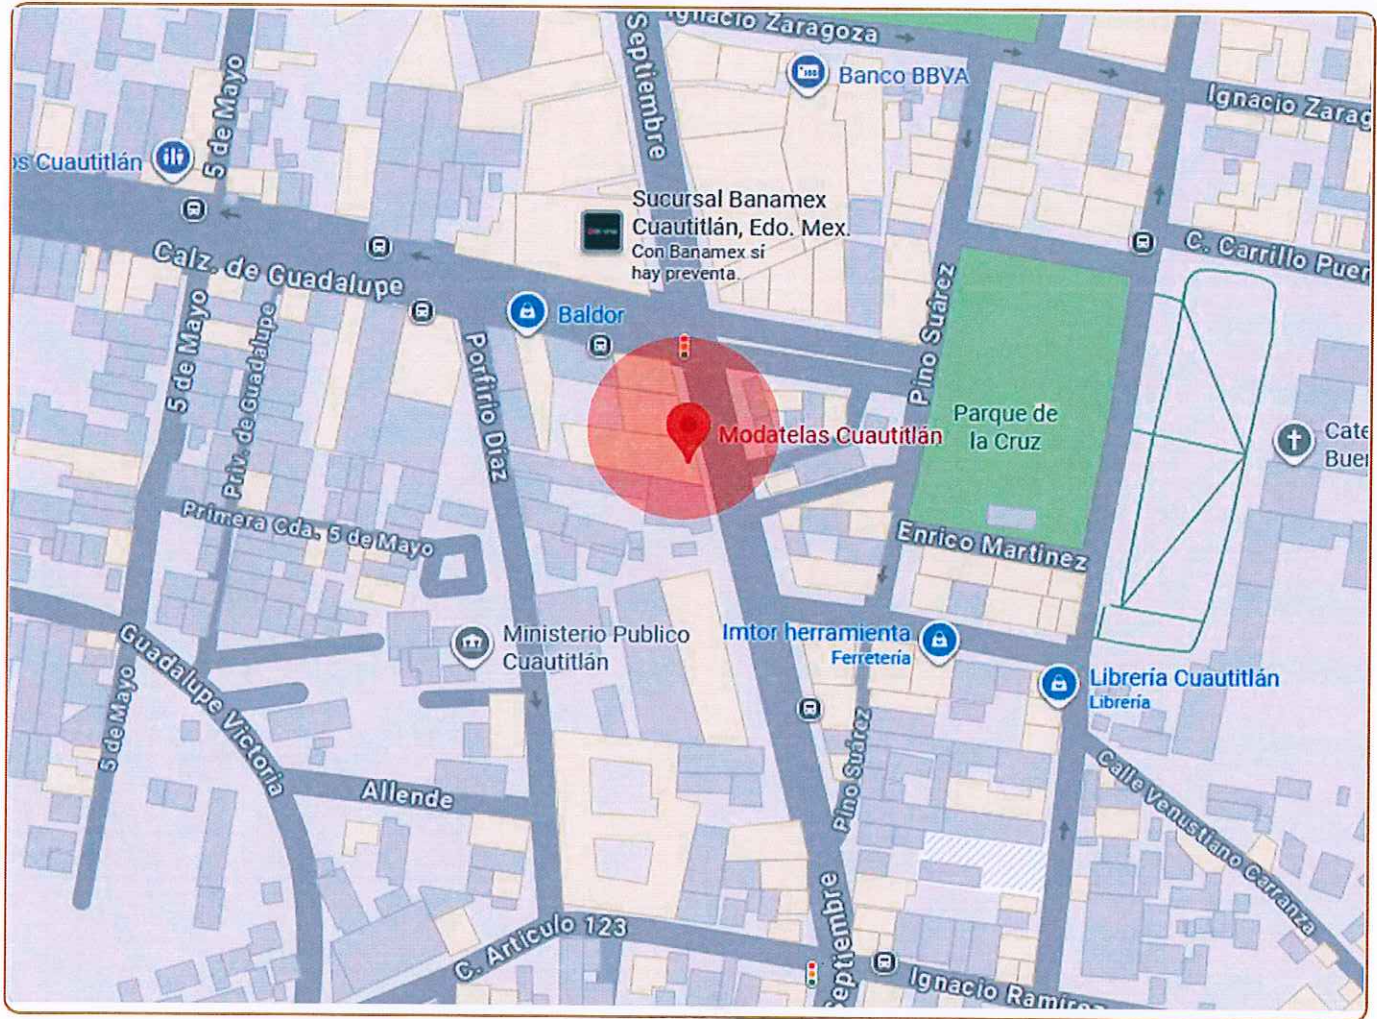 Ignacio Zaragoza
Septiembre
5 de Mayo
Banco BBVA
Ignacio Zarag
os Cuautitlán
Sucursal Banamex
Cuautitlán, Edo. Mex.
Con Banamex sí
hay preventa.
C. Carrillo Puer
Calz. de Guadalupe
Pino Suárez
5 de Mayo
Priv. de Guadalupe
Baldor
Porfirio Díaz
Modatelas Cuautitlán
Parque de
la Cruz
Cate
Buer
Primera Cda. 5 de Mayo
Enrico Martínez
Ministerio Publico
Cuautitlán
Imtor herramienta
Ferretería
Librería Cuautitlán
Librería
Guadalupe Victoria
5 de Mayo
Pino Suárez
Allende
Calle Venustiano Carranza
Septiembre
C. Artículo 123
Ignacio Ramírez